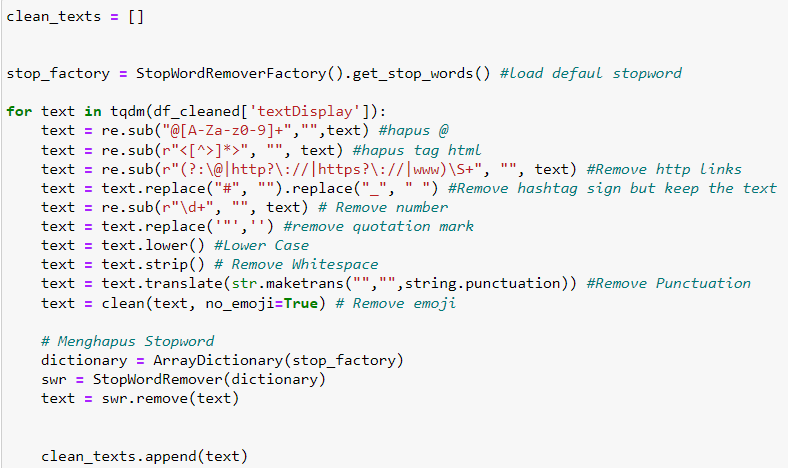 clean_texts = []
stop_factory = StopWordRemoverFactory().get_stop_words() #load defaul stopword
for text in tqdm(df_cleaned['textDisplay']):
    text = re.sub("@[A-Za-z0-9]+","",text) #hapus @
    text = re.sub(r"<[^>]*>", "", text) #hapus tag html
    text = re.sub(r"(?:\@|http?\://|https?\://|www)\S+", "", text) #Remove http links
    text = text.replace("#", "").replace("_", " ") #Remove hashtag sign but keep the text
    text = re.sub(r"\d+", "", text) # Remove number
    text = text.replace('"','') #remove quotation mark
    text = text.lower() #Lower Case
    text = text.strip() # Remove Whitespace
    text = text.translate(str.maketrans("","",string.punctuation)) #Remove Punctuation
    text = clean(text, no_emoji=True) # Remove emoji
    # Menghapus Stopword
    dictionary = ArrayDictionary(stop_factory)
    swr = StopWordRemover(dictionary)
    text = swr.remove(text)
    clean_texts.append(text)